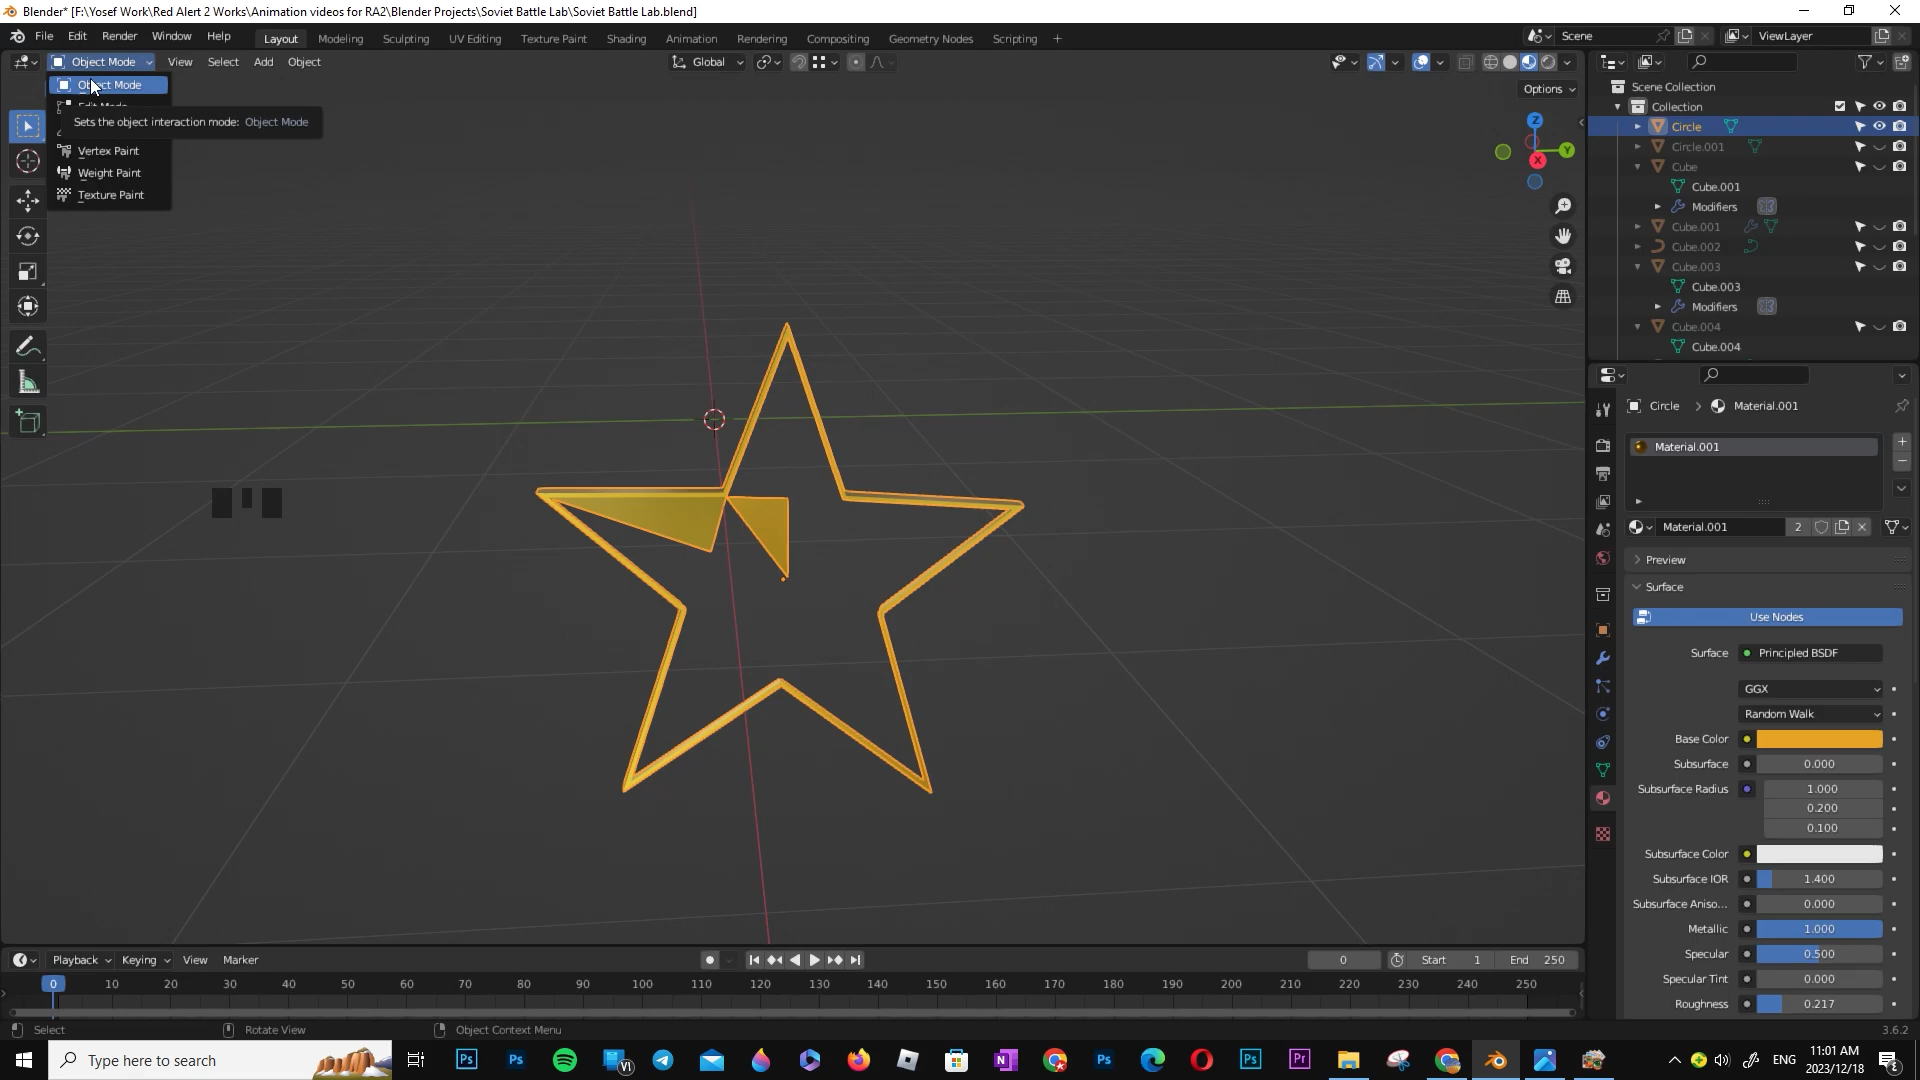 Blender* [F:\Yosef Work\Red Alert 2 Works\Animation videos for RA2\Blender Projects\Soviet Battle Lab\Soviet Battle Lab.blend]
File Edit Render Window Help Layout Modeling Sculpting UV Editing Texture Paint Shading Animation Rendering Compositing Geometry Nodes Scripting + Scene ViewLayer
Object Mode View Select Add Object Global
Object Mode
Sets the object interaction mode: Object Mode
Vertex Paint
Weight Paint
Texture Paint
Options
Z
Y
X
Scene Collection
Collection
Circle
Circle.001
Cube
Cube.001
Modifiers
Cube.001
Cube.002
Cube.003
Cube.003
Modifiers
Cube.004
Cube.004
Circle > Material.001
Material.001
Material.001 2
Preview
Surface
Use Nodes
Surface Principled BSDF
GGX
Random Walk
Base Color
Subsurface 0.000
Subsurface Radius 1.000
0.200
0.100
Subsurface Color
Subsurface IOR 1.400
Subsurface Aniso... 0.000
Metallic 1.000
Specular 0.500
Specular Tint 0.000
Roughness 0.217
Playback Keying View Marker 0 Start 1 End 250
0 10 20 30 40 50 60 70 80 90 100 110 120 130 140 150 160 170 180 190 200 210 220 230 240 250
Select Rotate View Object Context Menu 3.6.2
Type here to search
ENG
11:01 AM
2023/12/18